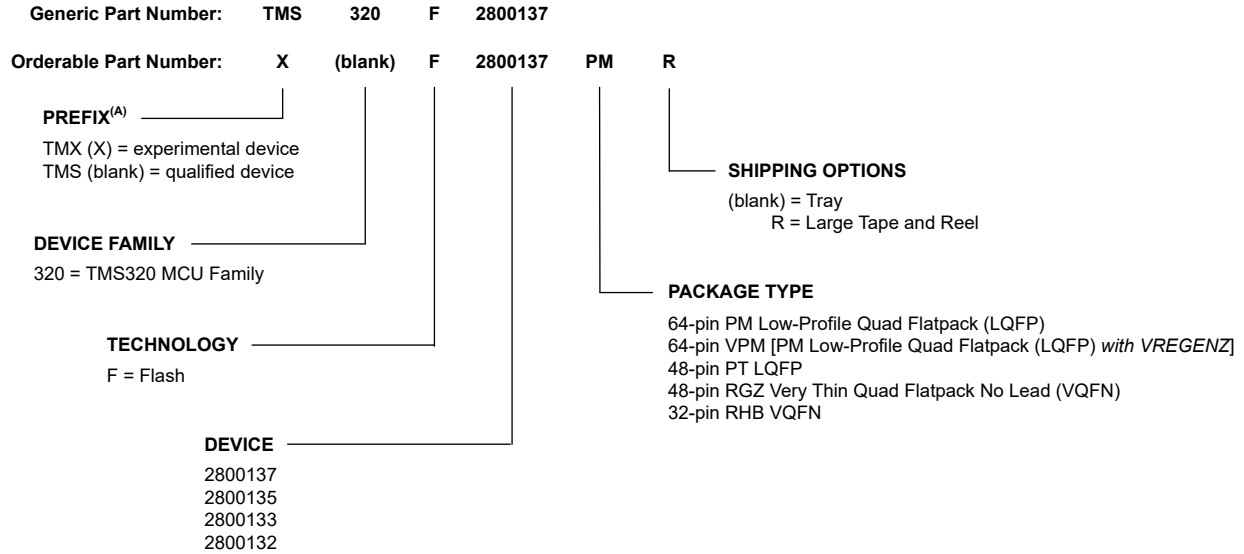 Generic Part Number: TMS 320 F 2800137
Orderable Part Number: X (blank) F 2800137 PM R
PREFIX(A)
TMX (X) = experimental device
TMS (blank) = qualified device
SHIPPING OPTIONS
(blank) = Tray
R = Large Tape and Reel
DEVICE FAMILY
320 = TMS320 MCU Family
PACKAGE TYPE
64-pin PM Low-Profile Quad Flatpack (LQFP)
64-pin VPM [PM Low-Profile Quad Flatpack (LQFP) with VREGENZ]
48-pin PT LQFP
48-pin RGZ Very Thin Quad Flatpack No Lead (VQFN)
32-pin RHB VQFN
TECHNOLOGY
F = Flash
DEVICE
2800137
2800135
2800133
2800132